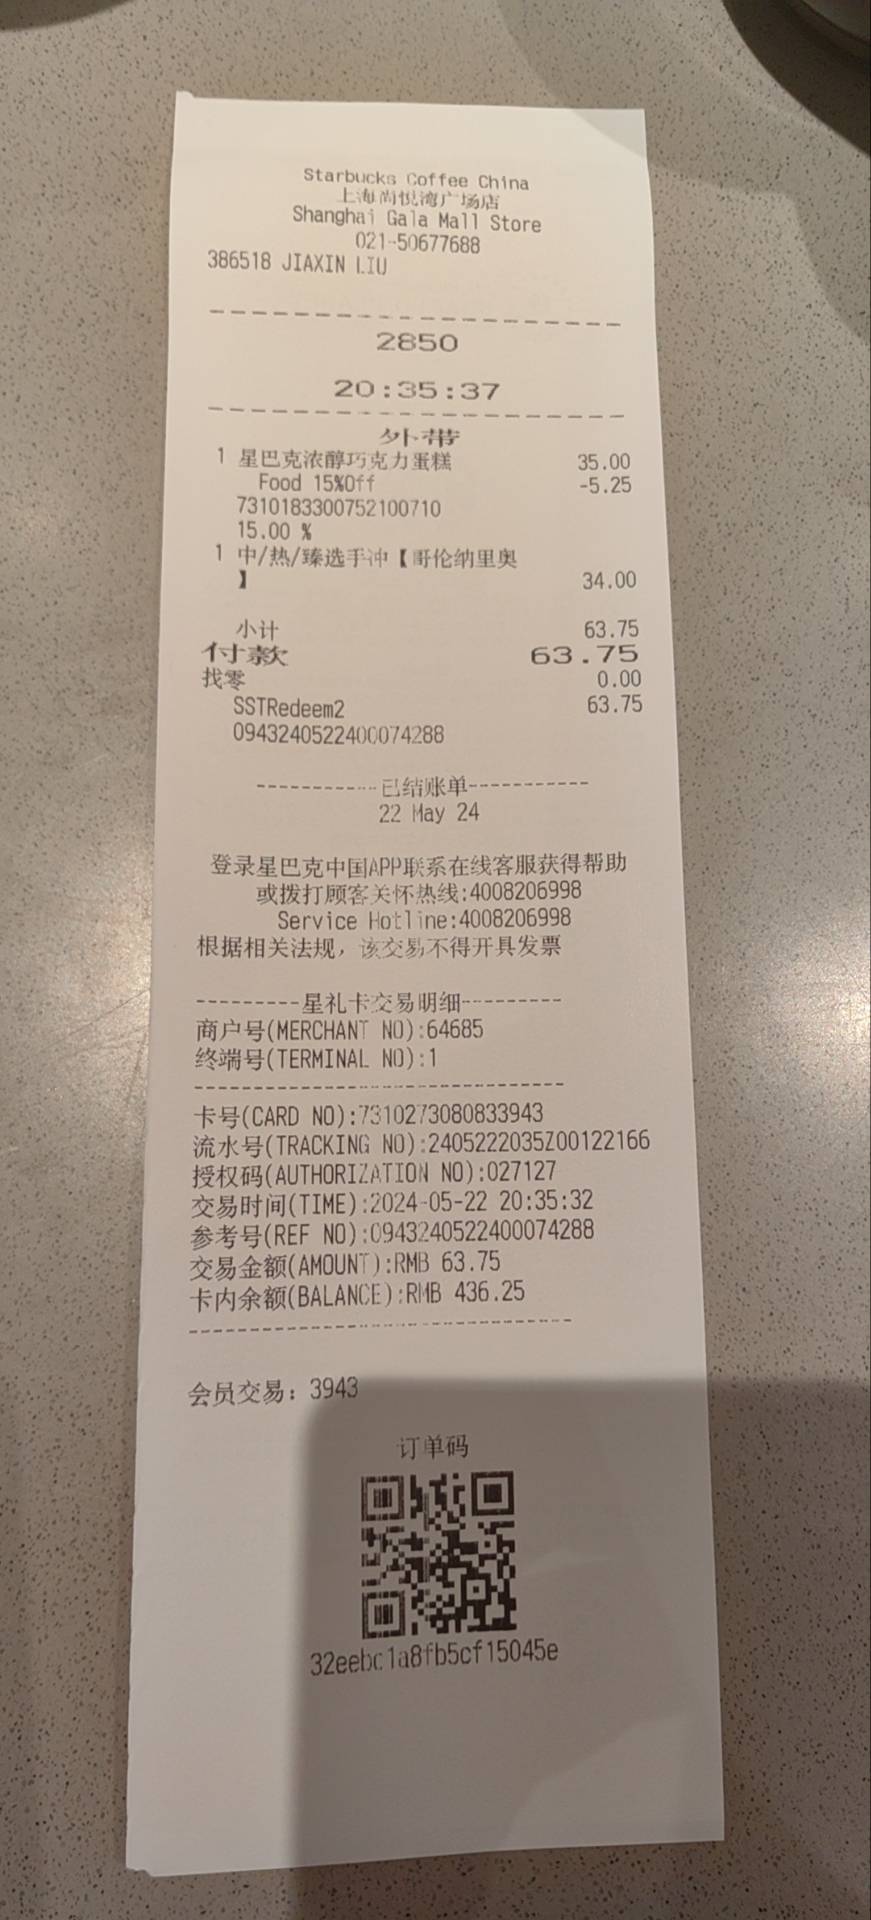 Starbucks Coffee China
上海尚悦湾广场店
Shanghai Gala Mall Store
021-50677688
386518 JIAXIN LIU
2850
20:35:37
外带
1 星巴克浓醇巧克力蛋糕 35.00
Food 15%Off -5.25
7310183300752100710
15.00 %
1 中/热/臻选手冲【哥伦纳里奥
】 34.00
小计 63.75
付款 63.75
找零 0.00
SSTRedeem2 63.75
0943240522400074288
-----------已结账单-----------
22 May 24
登录星巴克中国APP联系在线客服获得帮助
或拨打顾客关怀热线:4008206998
Service Hotline:4008206998
根据相关法规，该交易不得开具发票
---------星礼卡交易明细---------
商户号(MERCHANT NO):64685
终端号(TERMINAL NO):1
卡号(CARD NO):7310273080833943
流水号(TRACKING NO):2405222035Z00122166
授权码(AUTHORIZATION NO):027127
交易时间(TIME):2024-05-22 20:35:32
参考号(REF NO):0943240522400074288
交易金额(AMOUNT):RMB 63.75
卡内余额(BALANCE):RMB 436.25
会员交易: 3943
订单码
32eebc1a8fb5cf15045e